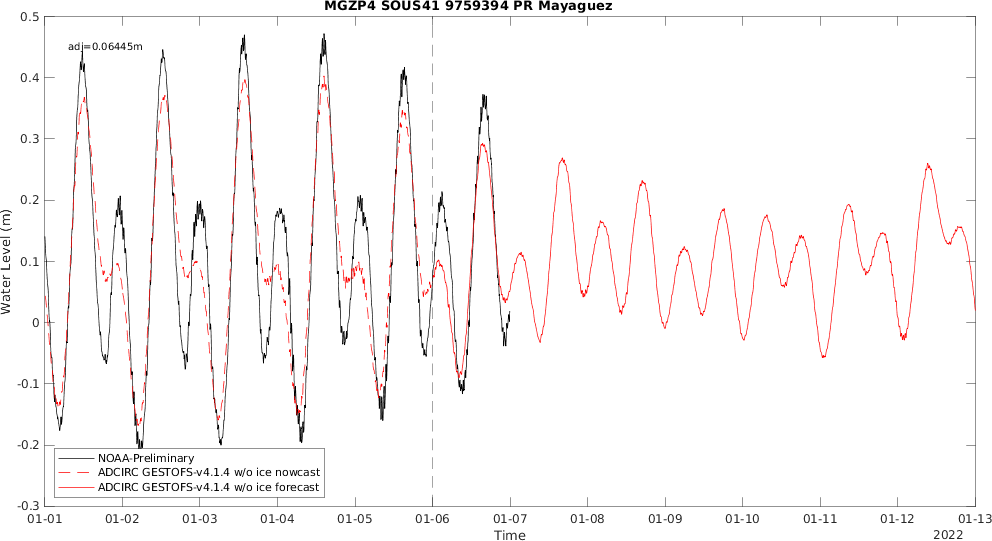 MGZP4 SOUS41 9759394 PR Mayaguez
adj=0.06445m
Water Level (m)
0.5
0.4
0.3
0.2
0.1
0
-0.1
-0.2
-0.3
NOAA-Preliminary
ADCIRC GESTOFS-v4.1.4 w/o ice nowcast
ADCIRC GESTOFS-v4.1.4 w/o ice forecast
01-01 01-02 01-03 01-04 01-05 01-06 01-07 01-08 01-09 01-10 01-11 01-12 01-13
Time
2022